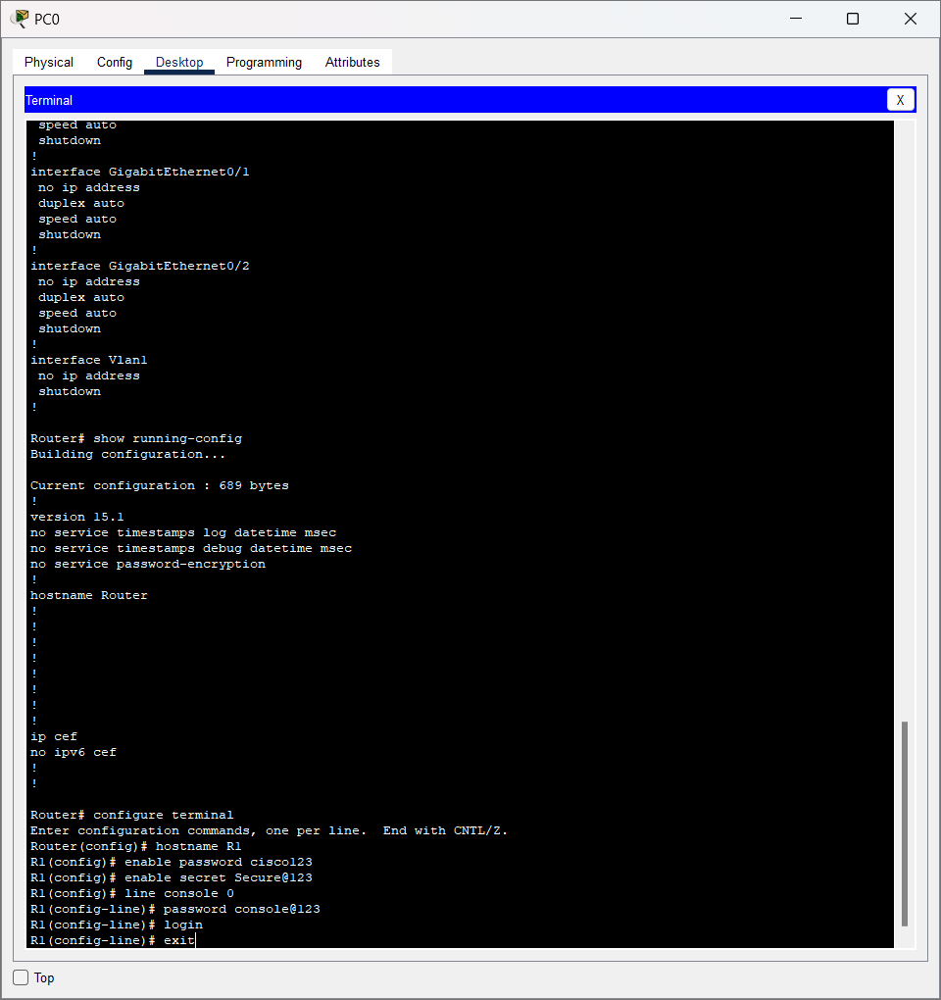 PC0
Physical Config Desktop Programming Attributes
Terminal X
speed auto
shutdown
!
interface GigabitEthernet0/1
no ip address
duplex auto
speed auto
shutdown
!
interface GigabitEthernet0/2
no ip address
duplex auto
speed auto
shutdown
!
interface Vlan1
no ip address
shutdown
!
Router# show running-config
Building configuration...
Current configuration : 689 bytes
!
version 15.1
no service timestamps log datetime msec
no service timestamps debug datetime msec
no service password-encryption
!
hostname Router
!
!
!
!
!
!
!
!
ip cef
no ipv6 cef
!
!
Router# configure terminal
Enter configuration commands, one per line.  End with CNTL/Z.
Router(config)# hostname R1
R1(config)# enable password cisco123
R1(config)# enable secret Secure@123
R1(config)# line console 0
R1(config-line)# password console@123
R1(config-line)# login
R1(config-line)# exit
Top